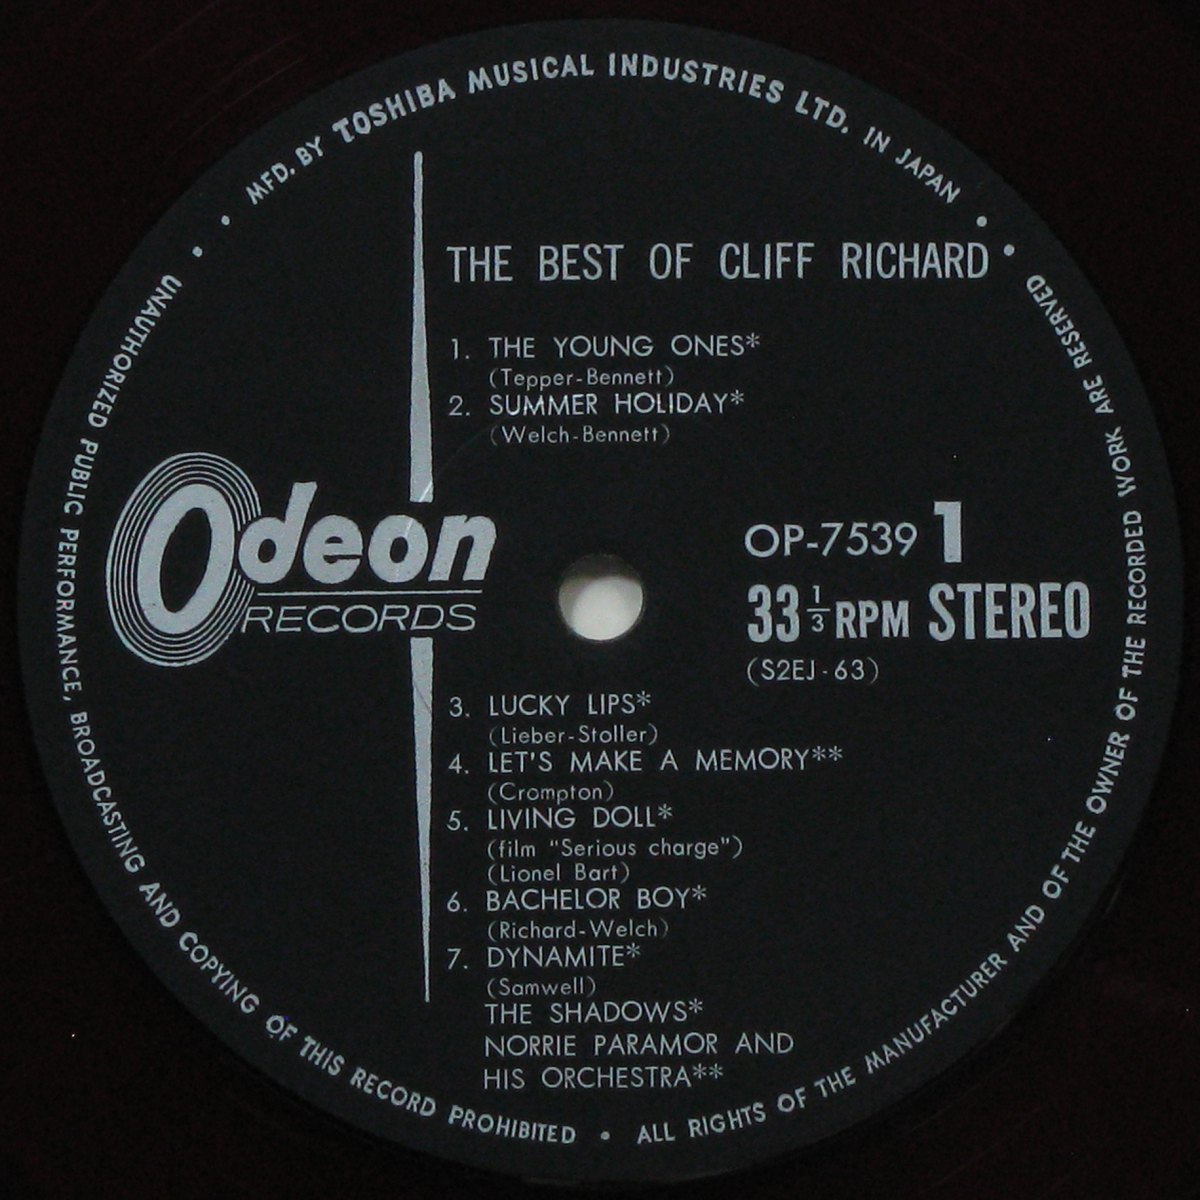 MFD. BY TOSHIBA MUSICAL INDUSTRIES LTD. IN JAPAN
THE BEST OF CLIFF RICHARD
1. THE YOUNG ONES*
(Tepper-Bennett)
2. SUMMER HOLIDAY*
(Welch-Bennett)
Odeon
RECORDS
OP-7539 1
33 1/3 RPM STEREO
(S2EJ-63)
3. LUCKY LIPS*
(Lieber-Stoller)
4. LET'S MAKE A MEMORY**
(Crompton)
5. LIVING DOLL*
(film "Serious charge")
(Lionel Bart)
6. BACHELOR BOY*
(Richard-Welch)
7. DYNAMITE*
(Samwell)
THE SHADOWS*
NORRIE PARAMOR AND
HIS ORCHESTRA**
UNAUTHORIZED PUBLIC PERFORMANCE, BROADCASTING AND COPYING OF THIS RECORD PROHIBITED • ALL RIGHTS OF THE MANUFACTURER AND OF THE OWNER OF THE RECORDED WORK ARE RESERVED